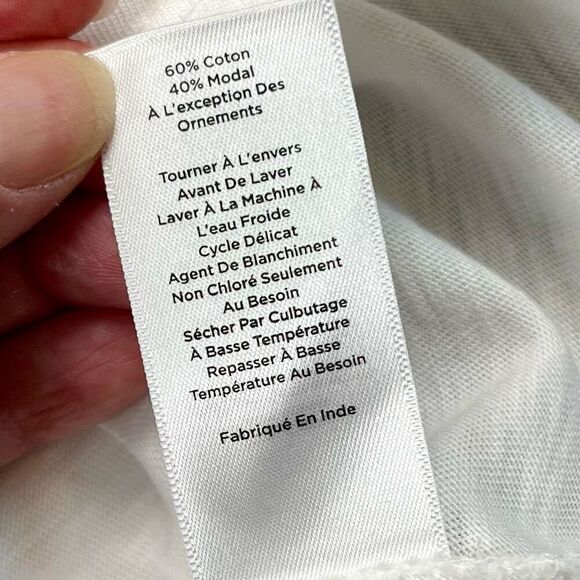 60% Coton
40% Modal
À L'exception Des
Ornements
Tourner À L'envers
Avant De Laver
Laver À La Machine À
L'eau Froide
Cycle Délicat
Agent De Blanchiment
Non Chloré Seulement
Au Besoin
Sécher Par Culbutage
À Basse Température
Repasser À Basse
Température Au Besoin
Fabriqué En Inde